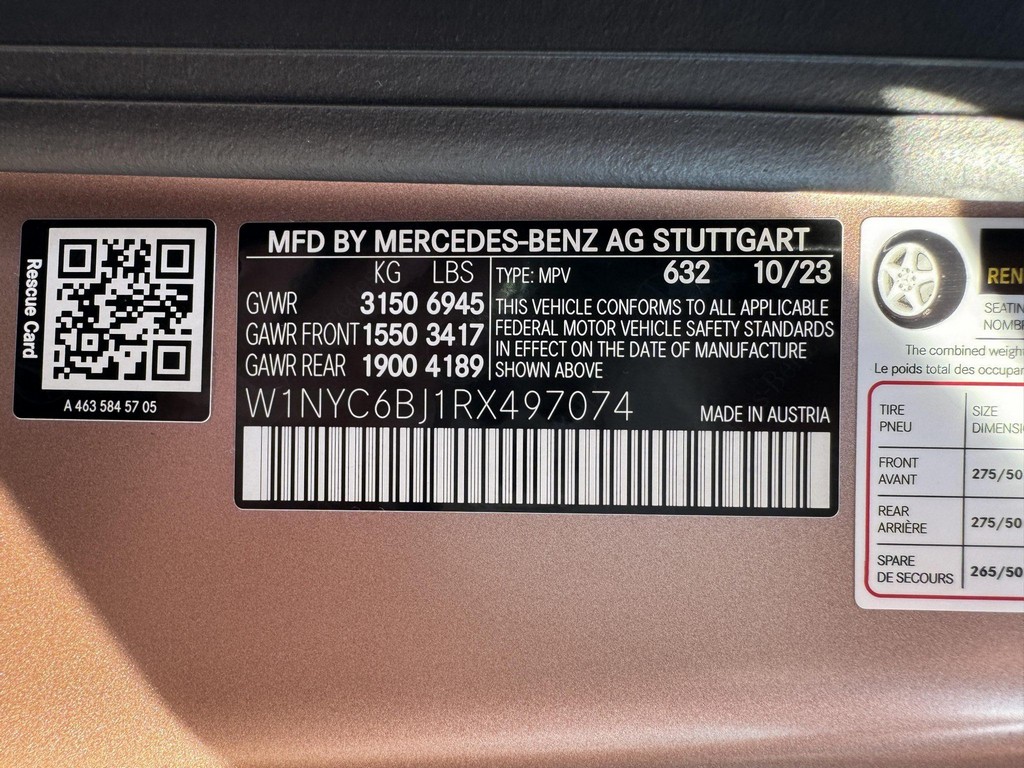 Rescue Card
A 463 584 57 05
MFD BY MERCEDES-BENZ AG STUTTGART
KG LBS
GVWR 3150 6945
GAWR FRONT 1550 3417
GAWR REAR 1900 4189
TYPE: MPV 632 10/23
THIS VEHICLE CONFORMS TO ALL APPLICABLE
FEDERAL MOTOR VEHICLE SAFETY STANDARDS
IN EFFECT ON THE DATE OF MANUFACTURE
SHOWN ABOVE
W1NYC6BJ1RX497074
MADE IN AUSTRIA
REN
SEATIN
NOMB
The combined weigh
Le poids total des occupa
TIRE SIZE
PNEU DIMENSI
FRONT
AVANT 275/50
REAR
ARRIÈRE 275/50
SPARE
DE SECOURS 265/50